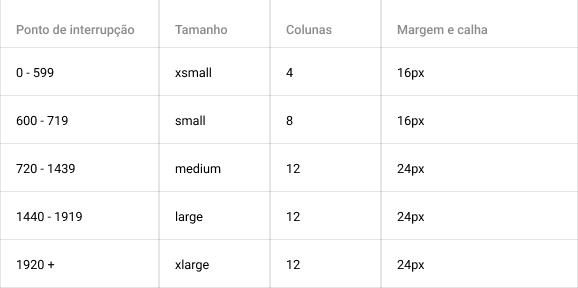 Ponto de interrupção Tamanho Colunas Margem e calha
0 - 599 xsmall 4 16px
600 - 719 small 8 16px
720 - 1439 medium 12 24px
1440 - 1919 large 12 24px
1920 + xlarge 12 24px